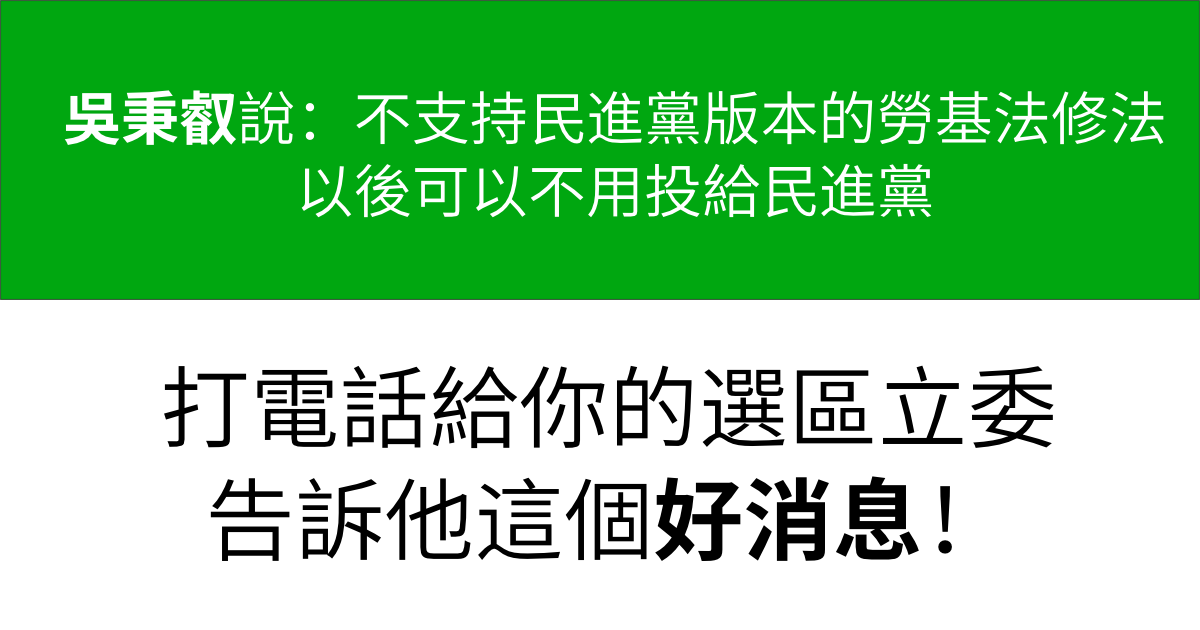 吳秉叡說：不支持民進黨版本的勞基法修法
以後可以不用投給民進黨
打電話給你的選區立委
告訴他這個好消息！